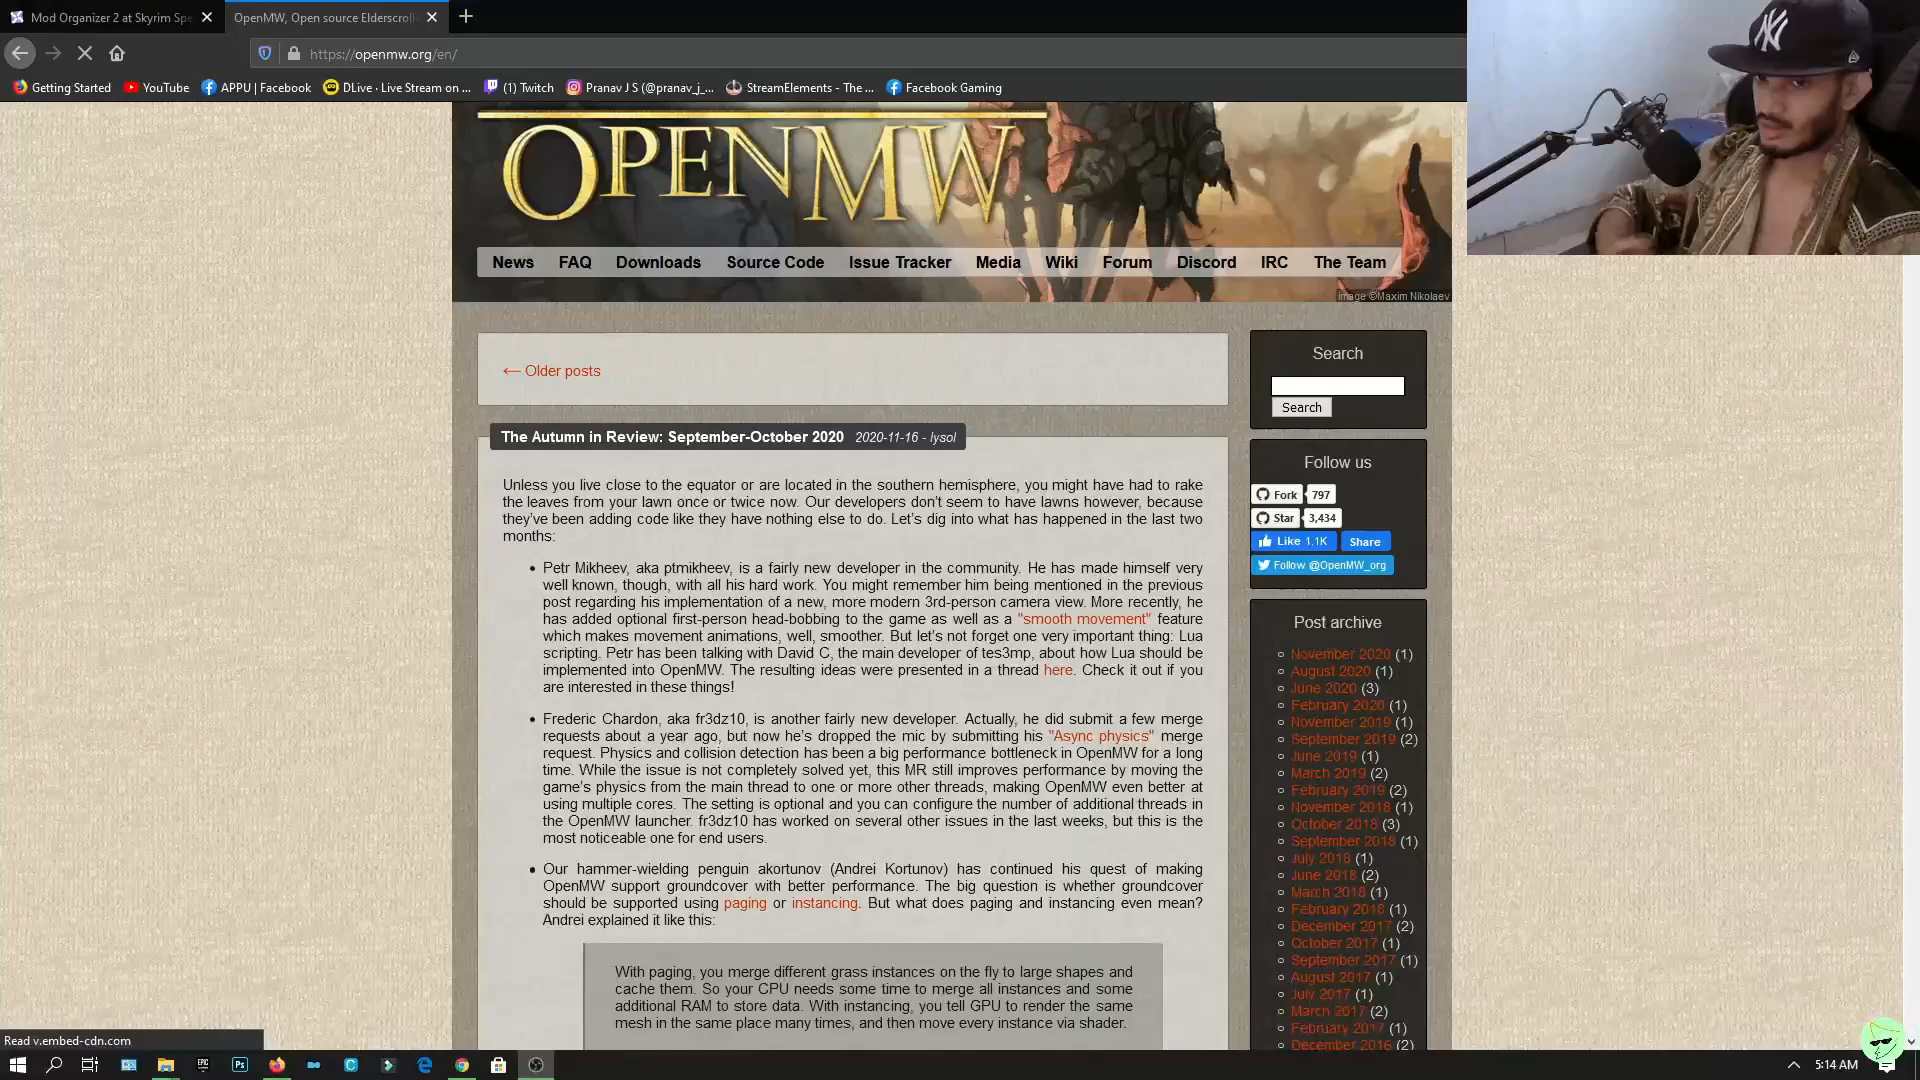 Mod Organizer 2 at Skyrim Spe
OpenMW, Open source Elderscroll
https://openmw.org/en/
Getting Started
YouTube
APPU | Facebook
DLive · Live Stream on ...
(1) Twitch
Pranav J S (@pranav_j_...
StreamElements - The ...
Facebook Gaming
OPENMW
News FAQ Downloads Source Code Issue Tracker Media Wiki Forum Discord IRC The Team
image ©Maxim Nikolaev
← Older posts
The Autumn in Review: September-October 2020 2020-11-16 - lysol
Unless you live close to the equator or are located in the southern hemisphere, you might have had to rake
the leaves from your lawn once or twice now. Our developers don't seem to have lawns however, because
they've been adding code like they have nothing else to do. Let's dig into what has happened in the last two
months:
• Petr Mikheev, aka ptmikheev, is a fairly new developer in the community. He has made himself very
well known, though, with all his hard work. You might remember him being mentioned in the previous
post regarding his implementation of a new, more modern 3rd-person camera view. More recently, he
has added optional first-person head-bobbing to the game as well as a "smooth movement" feature
which makes movement animations, well, smoother. But let's not forget one very important thing: Lua
scripting. Petr has been talking with David C, the main developer of tes3mp, about how Lua should be
implemented into OpenMW. The resulting ideas were presented in a thread here. Check it out if you
are interested in these things!
• Frederic Chardon, aka fr3dz10, is another fairly new developer. Actually, he did submit a few merge
requests about a year ago, but now he's dropped the mic by submitting his "Async physics" merge
request. Physics and collision detection has been a big performance bottleneck in OpenMW for a long
time. While the issue is not completely solved yet, this MR still improves performance by moving the
game's physics from the main thread to one or more other threads, making OpenMW even better at
using multiple cores. The setting is optional and you can configure the number of additional threads in
the OpenMW launcher. fr3dz10 has worked on several other issues in the last weeks, but this is the
most noticeable one for end users.
• Our hammer-wielding penguin akortunov (Andrei Kortunov) has continued his quest of making
OpenMW support groundcover with better performance. The big question is whether groundcover
should be supported using paging or instancing. But what does paging and instancing even mean?
Andrei explained it like this:
With paging, you merge different grass instances on the fly to large shapes and
cache them. So your CPU needs some time to merge all instances and some
additional RAM to store data. With instancing, you tell GPU to render the same
mesh in the same place many times, and then move every instance via shader.
Search
Search
Follow us
Fork 797
Star 3,434
Like 1.1K Share
Follow @OpenMW_org
Post archive
November 2020 (1)
August 2020 (1)
June 2020 (3)
February 2020 (1)
November 2019 (1)
September 2019 (2)
June 2019 (1)
March 2019 (2)
February 2019 (2)
November 2018 (1)
October 2018 (3)
September 2018 (1)
July 2018 (1)
June 2018 (2)
March 2018 (1)
February 2018 (1)
December 2017 (2)
October 2017 (1)
September 2017 (1)
August 2017 (1)
July 2017 (1)
March 2017 (2)
February 2017 (1)
December 2016 (2)
Read v.embed-cdn.com
EPIC
Ps
5:14 AM